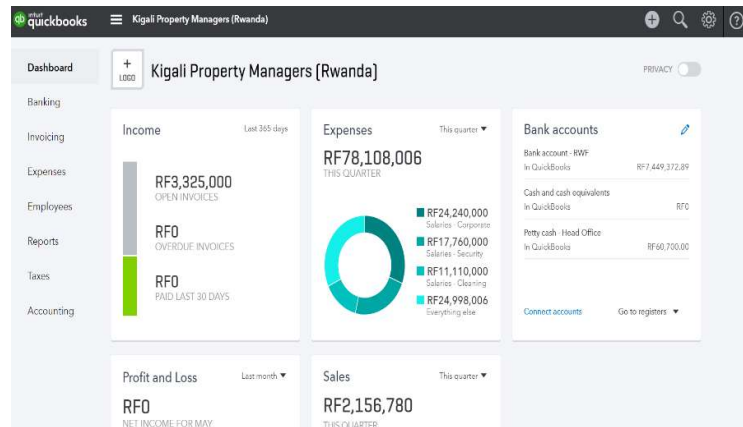 intuit
quickbooks
Kigali Property Managers (Rwanda)
Dashboard
Banking
Invoicing
Expenses
Employees
Reports
Taxes
Accounting
+
LOGO
Kigali Property Managers (Rwanda)
PRIVACY
Income
Last 365 days
RF3,325,000
OPEN INVOICES
RF0
OVERDUE INVOICES
RF0
PAID LAST 30 DAYS
Expenses
This quarter
RF78,108,006
THIS QUARTER
RF24,240,000
Salaries - Corporate
RF17,760,000
Salaries - Security
RF11,110,000
Salaries - Cleaning
RF24,998,006
Everything else
Bank accounts
Bank account - RWF
In QuickBooks RF7,449,372.89
Cash and cash equivalents
In QuickBooks RF0
Petty cash - Head Office
In QuickBooks RF60,700.00
Connect accounts Go to registers
Profit and Loss
Last month
RF0
NET INCOME FOR MAY
Sales
This quarter
RF2,156,780
THIS QUARTER